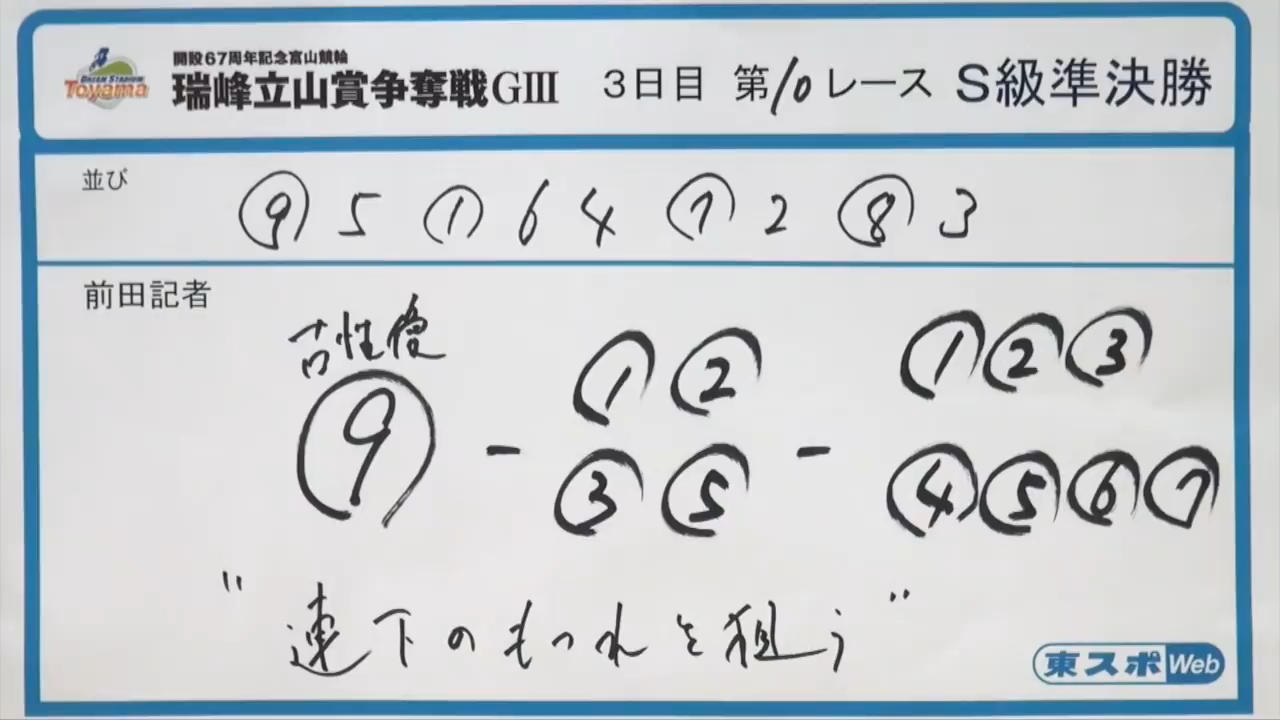 DREAM STADIUM
Toyama
開設67周年記念富山競輪
瑞峰立山賞争奪戦GⅢ 3日目 第10レース S級準決勝
並び
⑨ 5 ① 6 4 ⑦ 2 ⑧ 3
前田記者
古性優
① ② ① ② ③
⑨ - -
③ ⑤ ④ ⑤ ⑥ ⑦
"連下のもつれを狙う"
東スポWeb